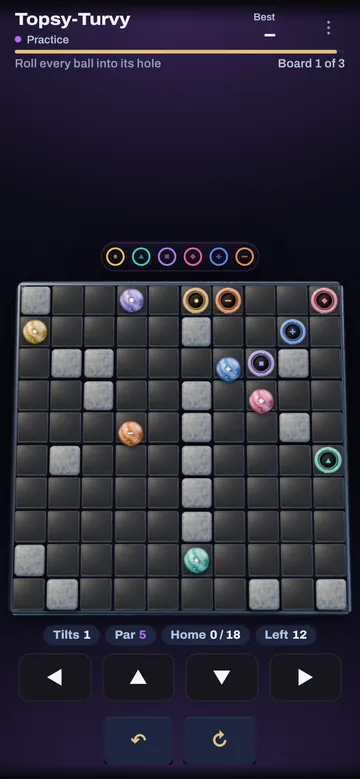 Topsy-Turvy
Best
Practice
–
Roll every ball into its hole
Board 1 of 3
Tilts 1
Par 5
Home 0 / 18
Left 12